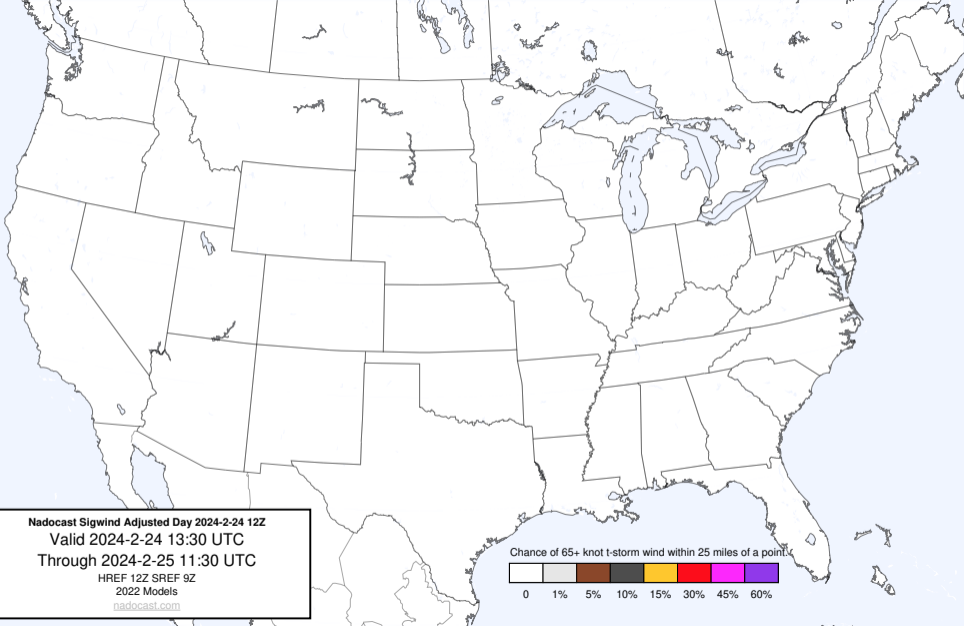 Nadocast Sigwind Adjusted Day 2024-2-24 12Z
Valid 2024-2-24 13:30 UTC
Through 2024-2-25 11:30 UTC
HREF 12Z SREF 9Z
2022 Models
nadocast.com
Chance of 65+ knot t-storm wind within 25 miles of a point.
0 1% 5% 10% 15% 30% 45% 60%